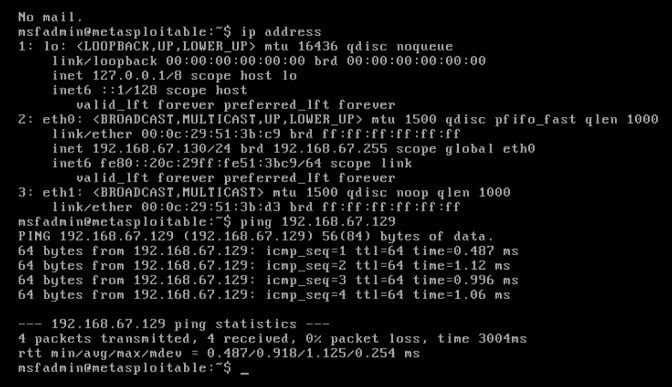 No mail.
msfadmin@metasploitable:~$ ip address
1: lo: <LOOPBACK,UP,LOWER_UP> mtu 16436 qdisc noqueue
    link/loopback 00:00:00:00:00:00 brd 00:00:00:00:00:00
    inet 127.0.0.1/8 scope host lo
    inet6 ::1/128 scope host
       valid_lft forever preferred_lft forever
2: eth0: <BROADCAST,MULTICAST,UP,LOWER_UP> mtu 1500 qdisc pfifo_fast qlen 1000
    link/ether 00:0c:29:51:3b:c9 brd ff:ff:ff:ff:ff:ff
    inet 192.168.67.130/24 brd 192.168.67.255 scope global eth0
    inet6 fe80::20c:29ff:fe51:3bc9/64 scope link
       valid_lft forever preferred_lft forever
3: eth1: <BROADCAST,MULTICAST> mtu 1500 qdisc noop qlen 1000
    link/ether 00:0c:29:51:3b:d3 brd ff:ff:ff:ff:ff:ff
msfadmin@metasploitable:~$ ping 192.168.67.129
PING 192.168.67.129 (192.168.67.129) 56(84) bytes of data.
64 bytes from 192.168.67.129: icmp_seq=1 ttl=64 time=0.487 ms
64 bytes from 192.168.67.129: icmp_seq=2 ttl=64 time=1.12 ms
64 bytes from 192.168.67.129: icmp_seq=3 ttl=64 time=0.996 ms
64 bytes from 192.168.67.129: icmp_seq=4 ttl=64 time=1.06 ms

--- 192.168.67.129 ping statistics ---
4 packets transmitted, 4 received, 0% packet loss, time 3004ms
rtt min/avg/max/mdev = 0.487/0.918/1.125/0.254 ms
msfadmin@metasploitable:~$ _